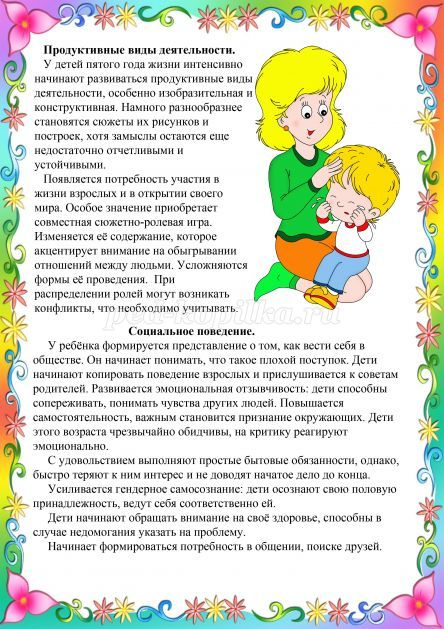 Продуктивные виды деятельности.
У детей пятого года жизни интенсивно
начинают развиваться продуктивные виды
деятельности, особенно изобразительная и
конструктивная. Намного разнообразнее
становятся сюжеты их рисунков и
построек, хотя замыслы остаются еще
недостаточно отчетливыми и
устойчивыми.
Появляется потребность участия в
жизни взрослых и в открытии своего
мира. Особое значение приобретает
совместная сюжетно-ролевая игра.
Изменяется её содержание, которое
акцентирует внимание на обыгрывании
отношений между людьми. Усложняются
формы её проведения. При
распределении ролей могут возникать
конфликты, что необходимо учитывать.
ped-kopilka.ru
Социальное поведение.
У ребёнка формируется представление о том, как вести себя в
обществе. Он начинает понимать, что такое плохой поступок. Дети
начинают копировать поведение взрослых и прислушивается к советам
родителей. Развивается эмоциональная отзывчивость: дети способны
сопереживать, понимать чувства других людей. Повышается
самостоятельность, важным становится признание окружающих. Дети
этого возраста чрезвычайно обидчивы, на критику реагируют
эмоционально.
С удовольствием выполняют простые бытовые обязанности, однако,
быстро теряют к ним интерес и не доводят начатое дело до конца.
Усиливается гендерное самосознание: дети осознают свою половую
принадлежность, ведут себя соответственно ей.
Дети начинают обращать внимание на своё здоровье, способны в
случае недомогания указать на проблему.
Начинает формироваться потребность в общении, поиске друзей.